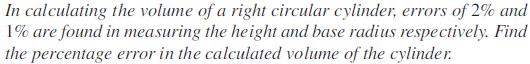 In calculating the volume of a right circular cylinder, errors of 2% and
1% are found in measuring the height and base radius respectively. Find
the percentage error in the calculated volume of the cylinder.